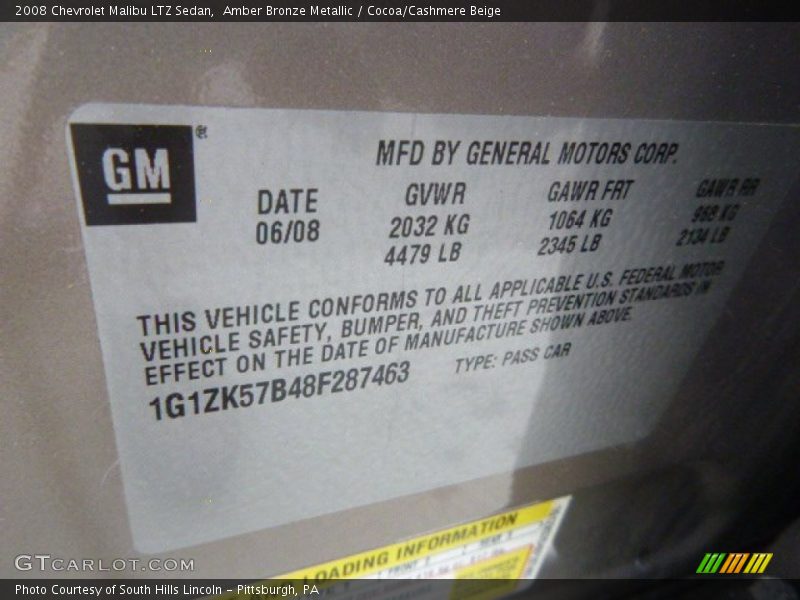 2008 Chevrolet Malibu LTZ Sedan, Amber Bronze Metallic / Cocoa/Cashmere Beige
GM
®
MFD BY GENERAL MOTORS CORP.
DATE GVWR GAWR FRT GAWR RR
06/08 2032 KG 1064 KG 968 KG
4479 LB 2345 LB 2134 LB
THIS VEHICLE CONFORMS TO ALL APPLICABLE U.S. FEDERAL MOTOR
VEHICLE SAFETY, BUMPER, AND THEFT PREVENTION STANDARDS IN
EFFECT ON THE DATE OF MANUFACTURE SHOWN ABOVE.
1G1ZK57B48F287463 TYPE: PASS CAR
LOADING INFORMATION
GTCARLOT.COM
Photo Courtesy of South Hills Lincoln - Pittsburgh, PA